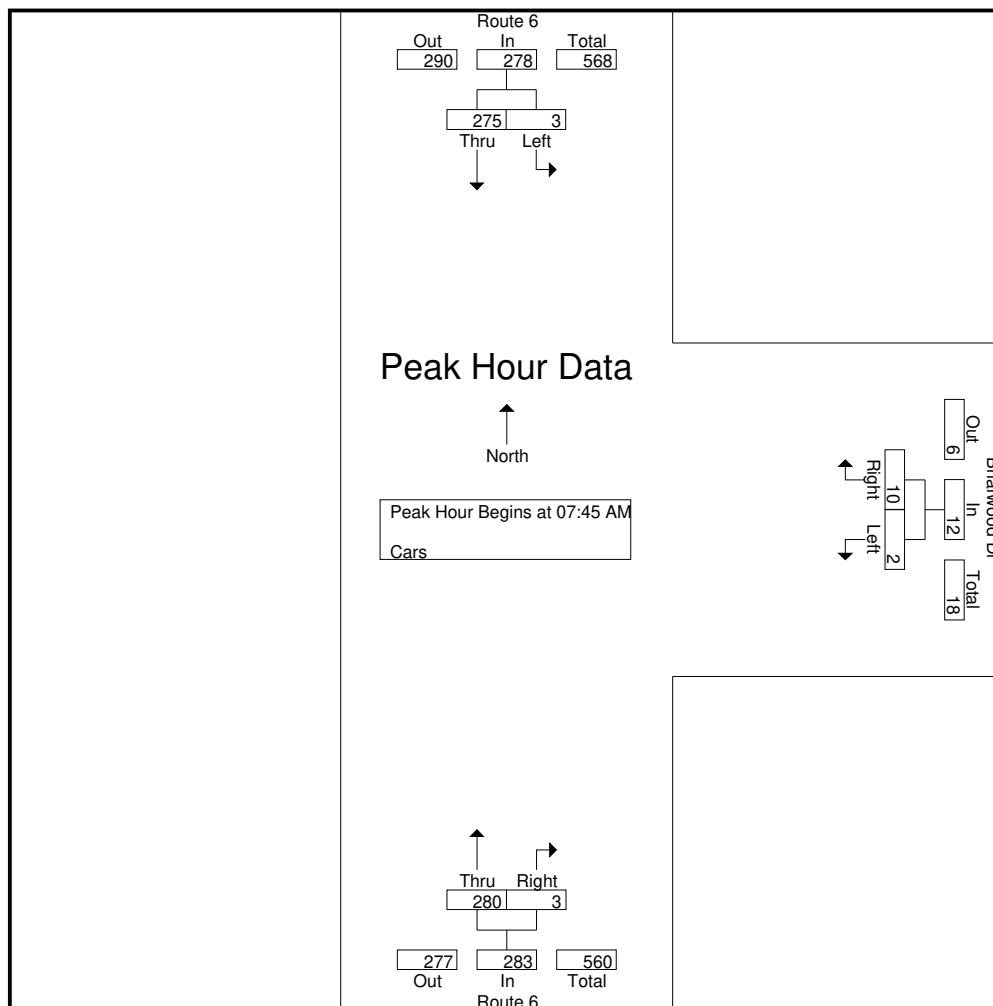 Route 6
Out In Total
290 278 568
275 3
Thru Left
Peak Hour Data
North
Peak Hour Begins at 07:45 AM
Cars
Out In Total
6 12 18
Right Left
10 2
Thru Right
280 3
277 283 560
Out In Total
Route 6